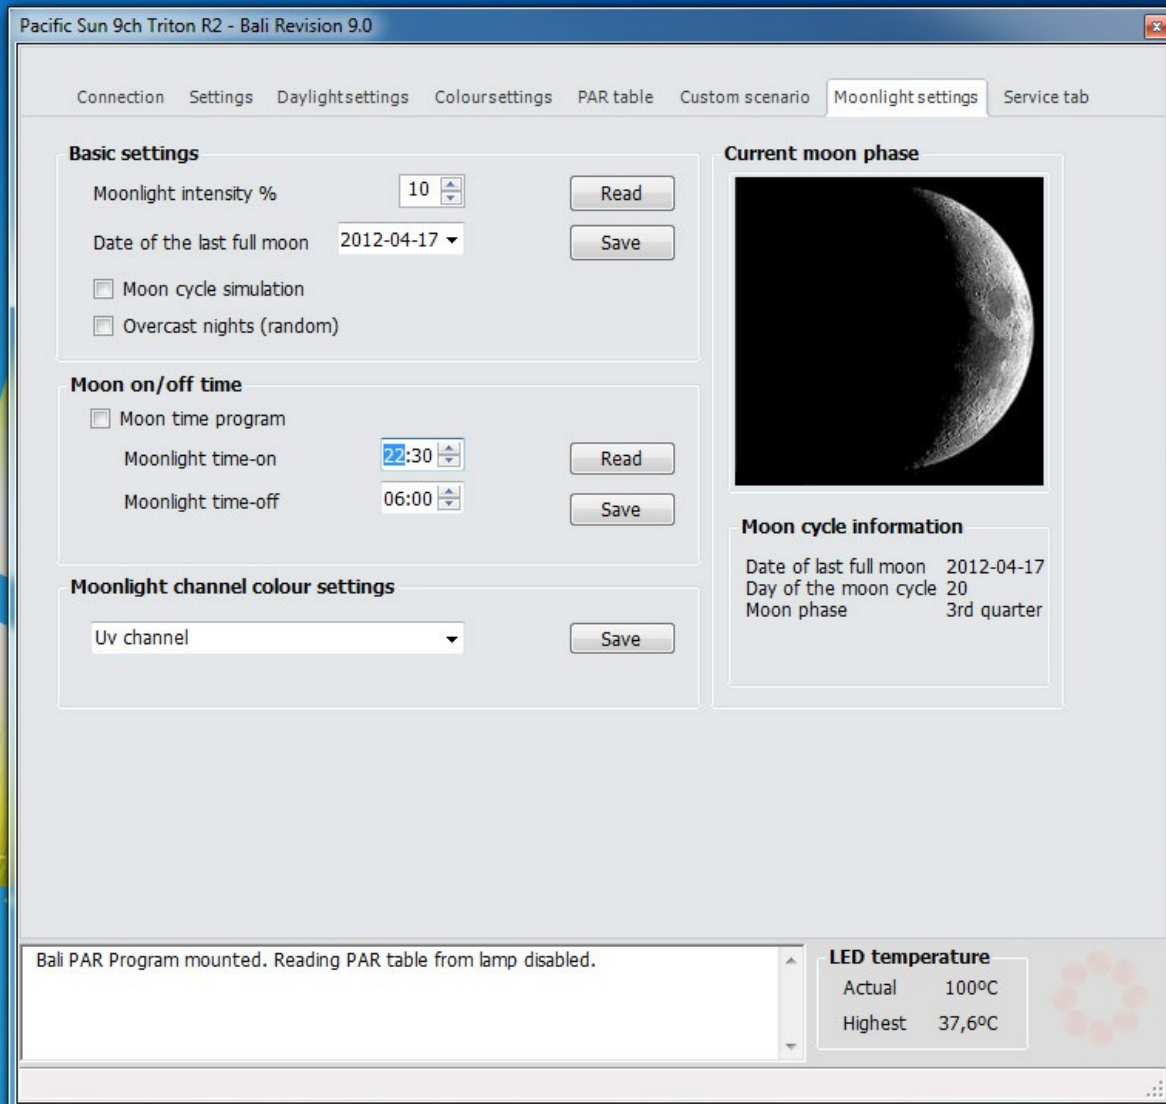 Pacific Sun 9ch Triton R2 - Bali Revision 9.0
Connection Settings Daylightsettings Coloursettings PAR table Custom scenario Moonlight settings Service tab
Basic settings
Moonlight intensity % 10 Read
Date of the last full moon 2012-04-17 Save
Moon cycle simulation
Overcast nights (random)
Moon on/off time
Moon time program
Moonlight time-on 22:30 Read
Moonlight time-off 06:00 Save
Moonlight channel colour settings
Uv channel Save
Current moon phase
Moon cycle information
Date of last full moon 2012-04-17
Day of the moon cycle 20
Moon phase 3rd quarter
Bali PAR Program mounted. Reading PAR table from lamp disabled.
LED temperature
Actual 100ºC
Highest 37,6ºC